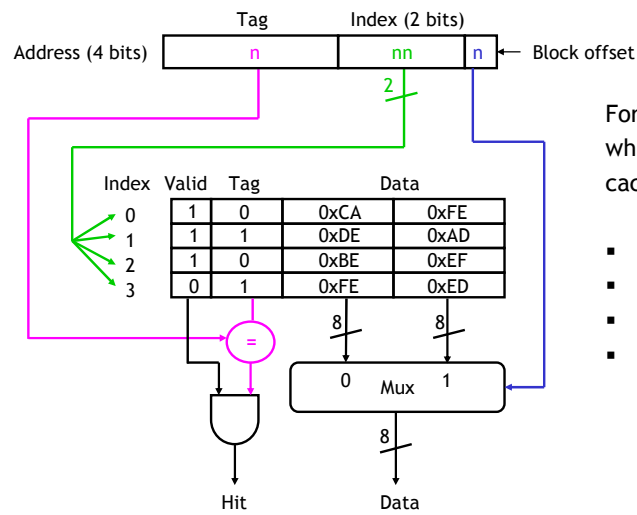 Tag Index (2 bits)
Address (4 bits) n nn n Block offset
2
For
wh
cac
Index Valid Tag Data
0 1 0 0xCA 0xFE
1 1 1 0xDE 0xAD
2 1 0 0xBE 0xEF
3 0 1 0xFE 0xED
8 8
=
0 1
Mux
8
Hit Data